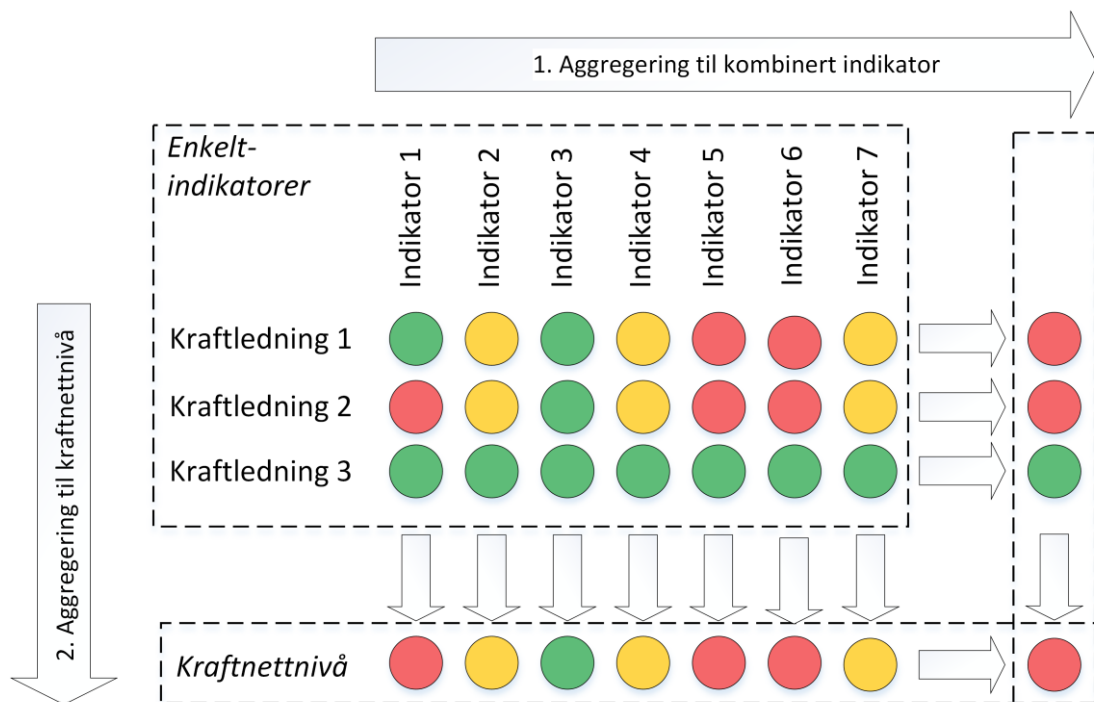 1. Aggregering til kombinert indikator
Enkelt-
indikatorer
Indikator 1
Indikator 2
Indikator 3
Indikator 4
Indikator 5
Indikator 6
Indikator 7
Kraftledning 1
Kraftledning 2
Kraftledning 3
2. Aggregering til kraftnettnivå
Kraftnettnivå